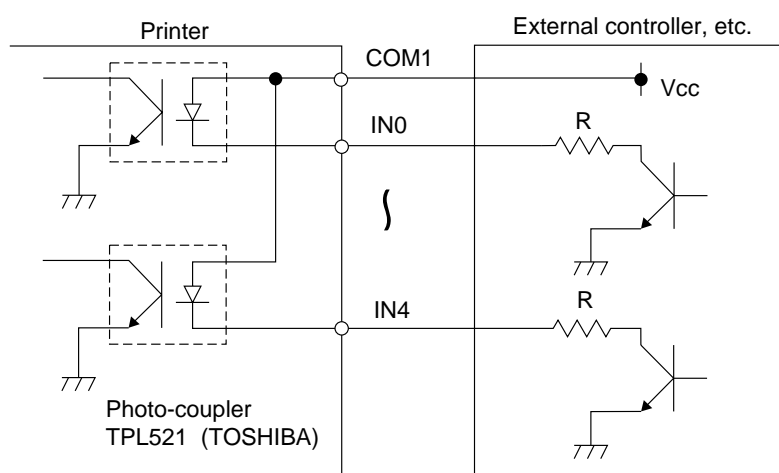 Printer
External controller, etc.
COM1
Vcc
IN0
R
IN4
R
Photo-coupler
TPL521 (TOSHIBA)